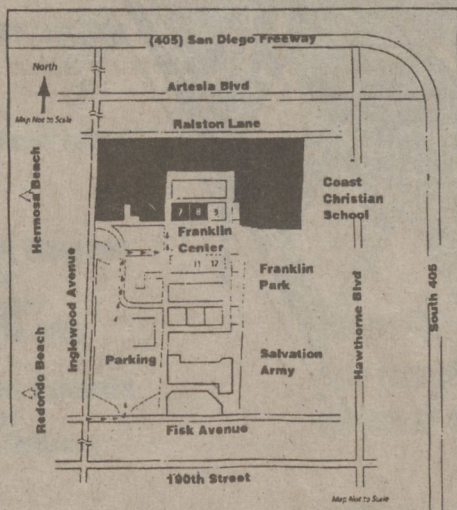 (405) San Diego Freeway
North
Artesia Blvd
Map Not to Scale
Ralston Lane
Hermosa Beach
Coast
Christian
School
7 8 9
Franklin
Center
11 12
Franklin
Park
Inglewood Avenue
Hawthorne Blvd
South 405
Redondo Beach
Parking
Salvation
Army
Fisk Avenue
190th Street
Map Not to Scale